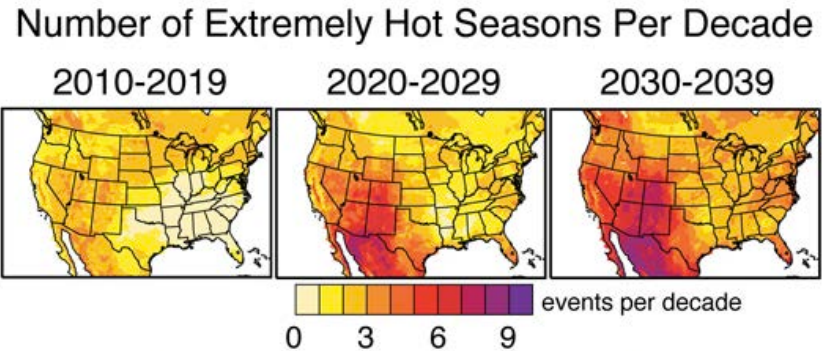 Number of Extremely Hot Seasons Per Decade
2010-2019 2020-2029 2030-2039
events per decade
0 3 6 9